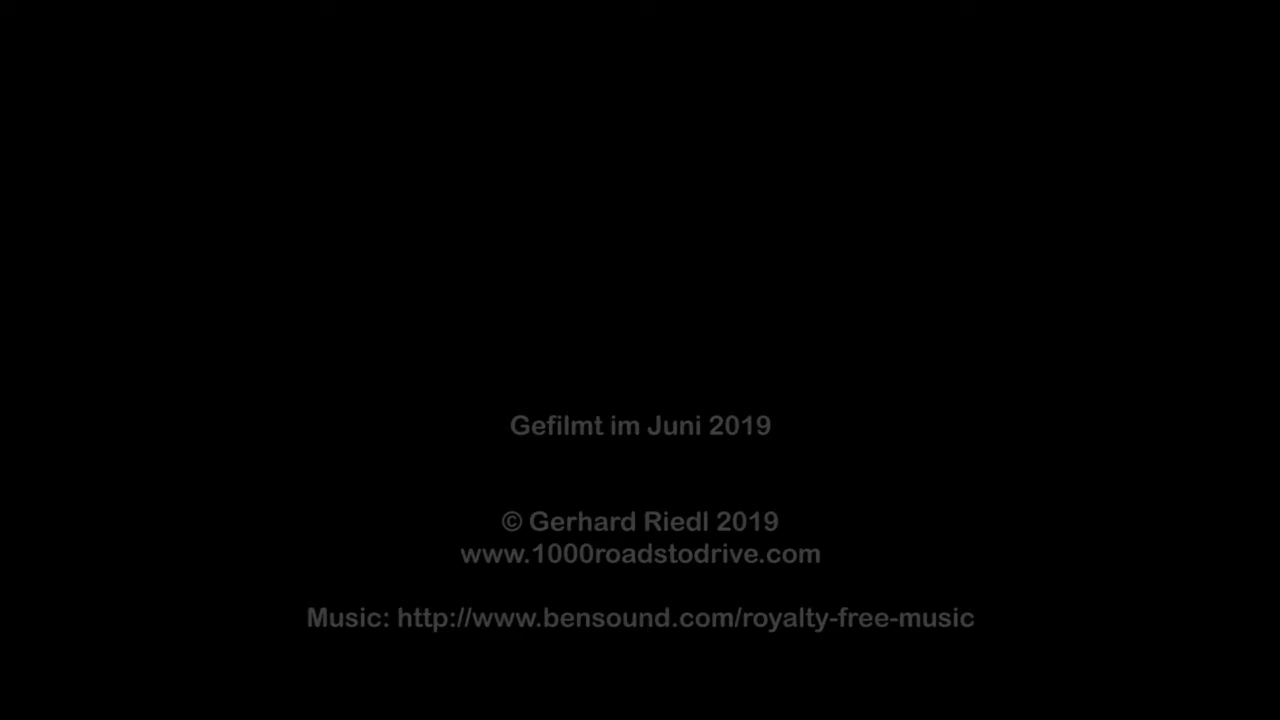 Gefilmt im Juni 2019
© Gerhard Riedl 2019
www.1000roadstodrive.com
Music: http://www.bensound.com/royalty-free-music